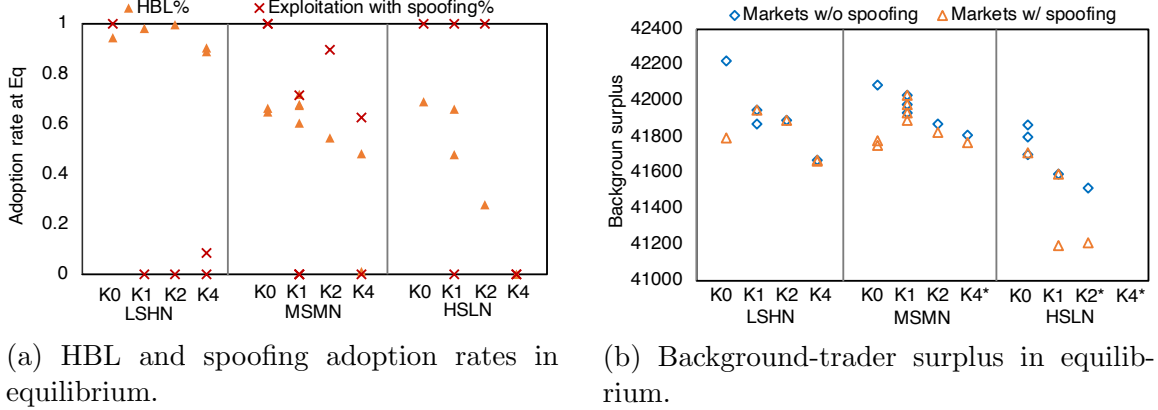 HBL% Exploitation with spoofing%
Adoption rate at Eq
1
0.8
0.6
0.4
0.2
0
K0 K1 K2 K4 K0 K1 K2 K4 K0 K1 K2 K4
LSHN MSMN HSLN
(a) HBL and spoofing adoption rates in
equilibrium.
Markets w/o spoofing Markets w/ spoofing
Backgroun surplus
42400
42200
42000
41800
41600
41400
41200
41000
K0 K1 K2 K4 K0 K1 K2 K4* K0 K1 K2* K4*
LSHN MSMN HSLN
(b) Background-trader surplus in equilib-
rium.